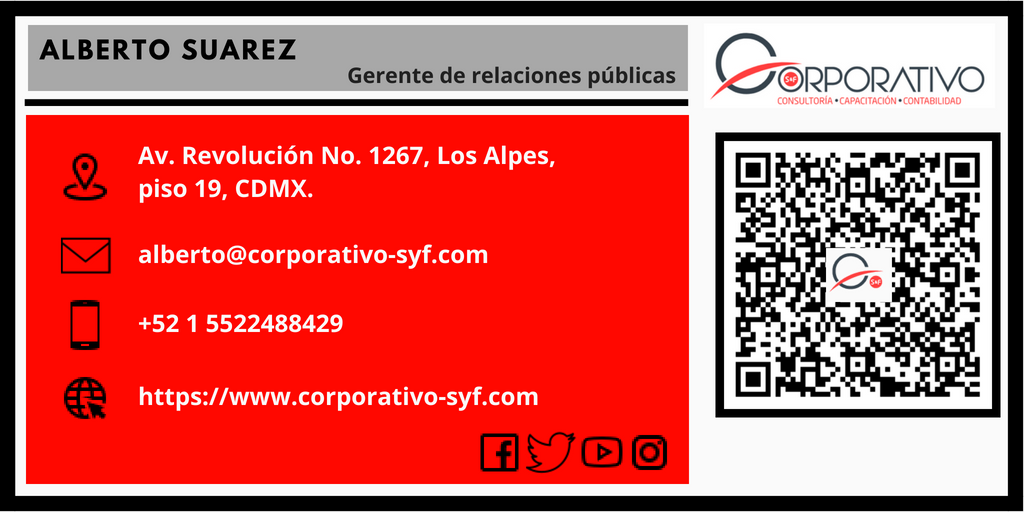 ALBERTO SUAREZ
Gerente de relaciones públicas
Av. Revolución No. 1267, Los Alpes,
piso 19, CDMX.
alberto@corporativo-syf.com
+52 1 5522488429
https://www.corporativo-syf.com
CORPORATIVO
S&F
CONSULTORÍA • CAPACITACIÓN • CONTABILIDAD
S&F